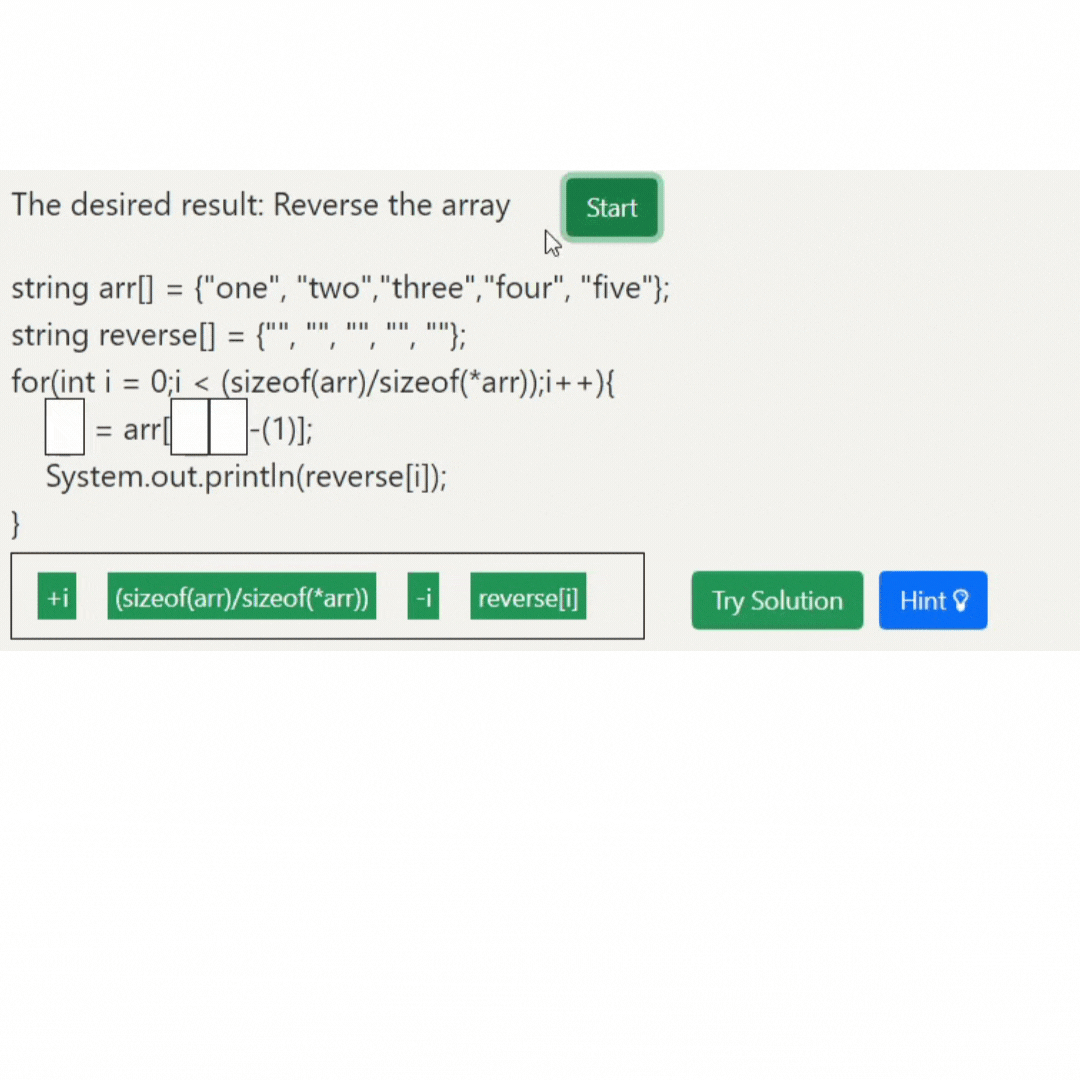 The desired result: Reverse the array
Start
string arr[] = {"one", "two","three","four", "five"};
string reverse[] = {"", "", "", "", ""};
for(int i = 0;i < (sizeof(arr)/sizeof(*arr));i++){
= arr[ -(1)];
System.out.println(reverse[i]);
}
+i (sizeof(arr)/sizeof(*arr)) -i reverse[i]
Try Solution
Hint